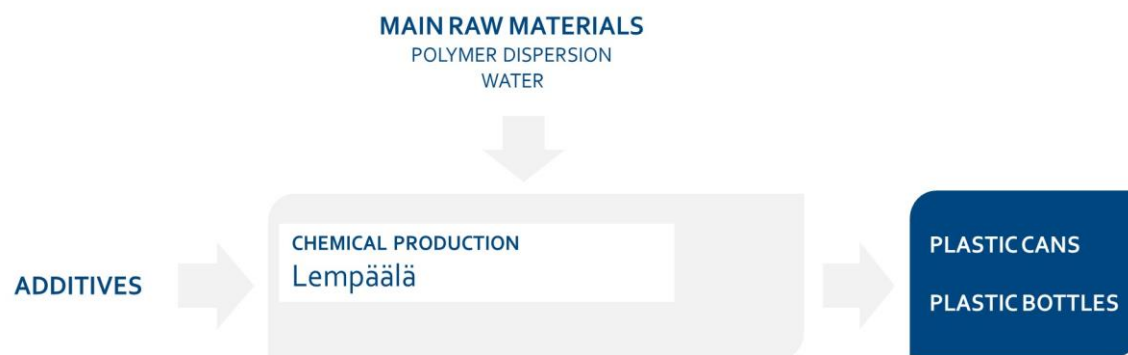 MAIN RAW MATERIALS
POLYMER DISPERSION
WATER
ADDITIVES
CHEMICAL PRODUCTION
Lempäälä
PLASTIC CANS
PLASTIC BOTTLES